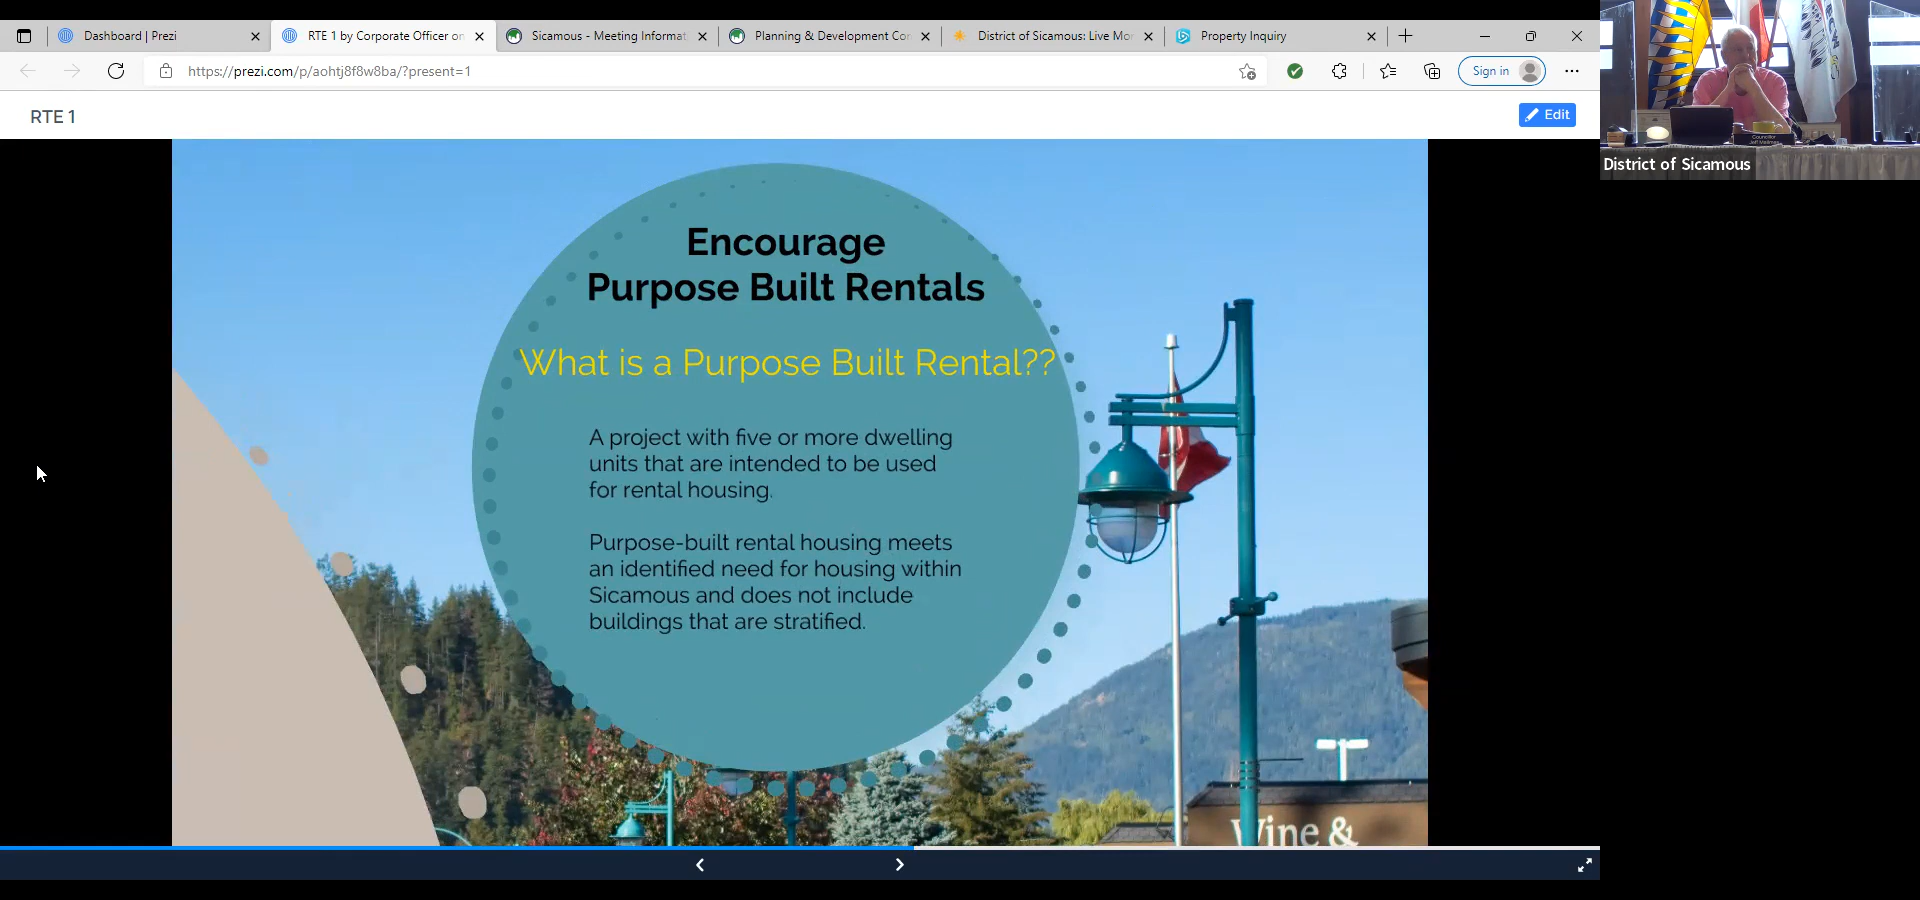 Dashboard | Prezi
RTE 1 by Corporate Officer on
Sicamous - Meeting Informat
Planning & Development Co
District of Sicamous: Live Mo
Property Inquiry
https://prezi.com/p/aohtj8f8w8ba/?present=1
Sign in
RTE 1
Edit
Encourage
Purpose Built Rentals
What is a Purpose Built Rental??
A project with five or more dwelling
units that are intended to be used
for rental housing.
Purpose-built rental housing meets
an identified need for housing within
Sicamous and does not include
buildings that are stratified.
Wine &
Councillor
District of Sicamous